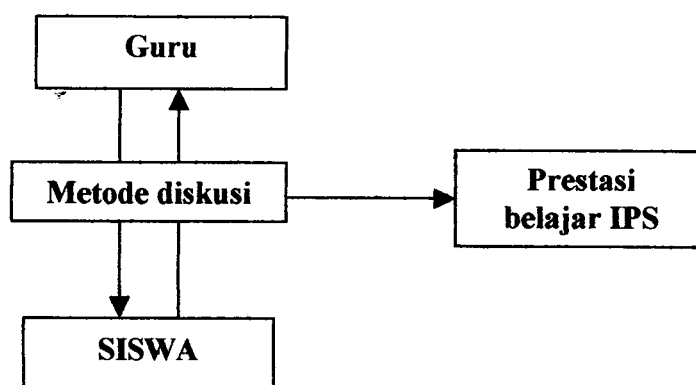 Guru
Metode diskusi
Prestasi
belajar IPS
SISWA